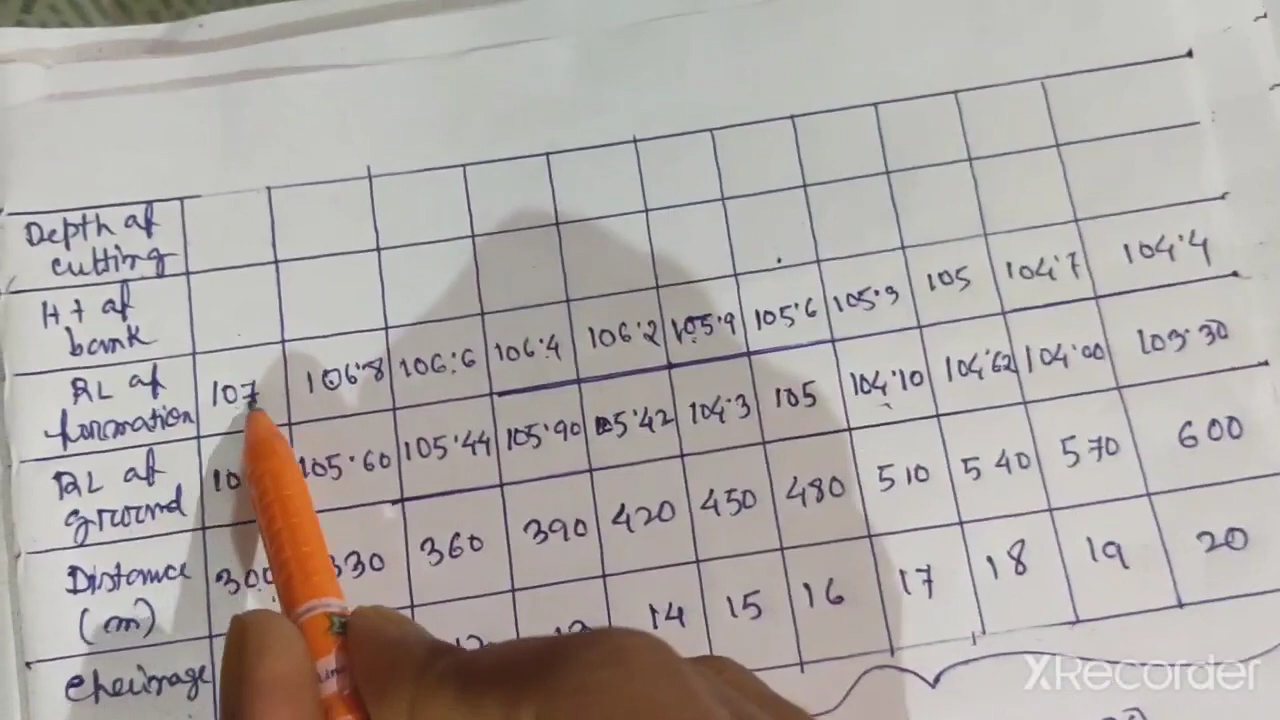 Depth of cutting
Ht of bank
RL of formation 107 106.8 106.6 106.4 106.2 105.9 105.6 105.3 105 104.7 104.4
RL of ground 105.60 105.44 105.90 105.42 104.3 105 104.10 104.62 104.00 103.30
Distance (m) 300 330 360 390 420 450 480 510 540 570 600
Cheinage 14 15 16 17 18 19 20
XRecorder